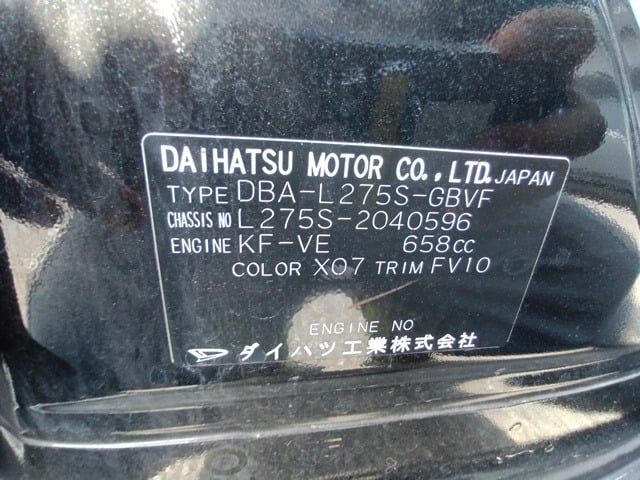 DAIHATSU MOTOR CO.,LTD. JAPAN
TYPE DBA-L275S-GBVF
CHASSIS NO L275S-2040596
ENGINE KF-VE 658cc
COLOR X07 TRIM FV10
ENGINE NO
ダイハツ工業株式会社